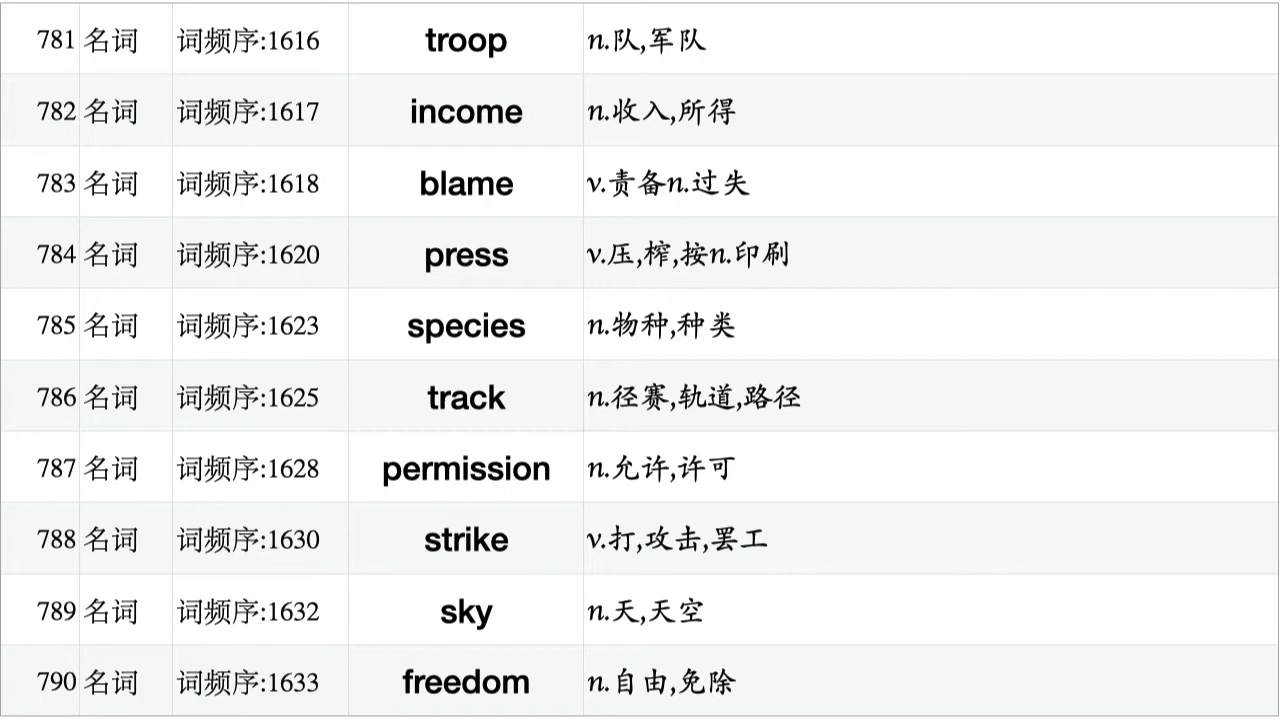 781 名词 词频序:1616 troop n.队,军队
782 名词 词频序:1617 income n.收入,所得
783 名词 词频序:1618 blame v.责备n.过失
784 名词 词频序:1620 press v.压,榨,按n.印刷
785 名词 词频序:1623 species n.物种,种类
786 名词 词频序:1625 track n.径赛,轨道,路径
787 名词 词频序:1628 permission n.允许,许可
788 名词 词频序:1630 strike v.打,攻击,罢工
789 名词 词频序:1632 sky n.天,天空
790 名词 词频序:1633 freedom n.自由,免除